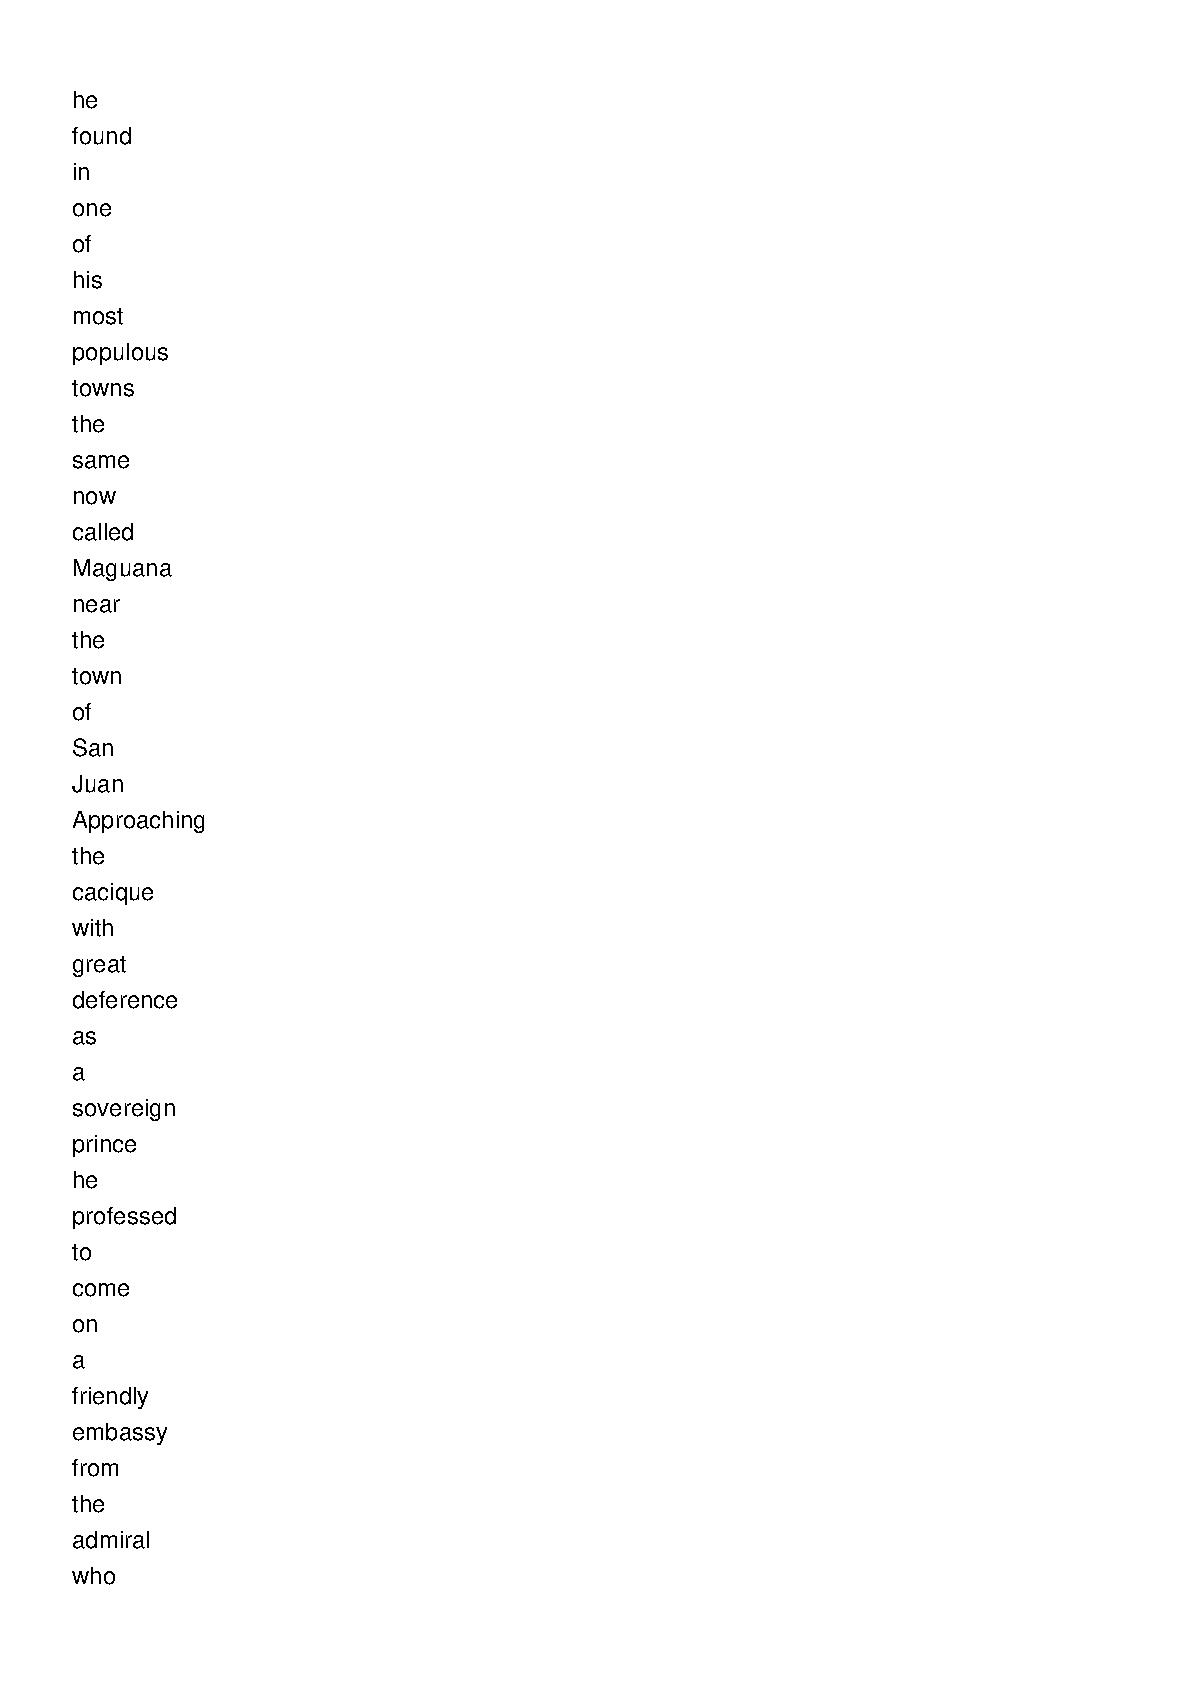 he
found
in
one
of
his
most
populous
towns
the
same
now
called
Maguana
near
the
town
of
San
Juan
Approaching
the
cacique
with
great
deference
as
a
sovereign
prince
he
professed
to
come
on
a
friendly
embassy
from
the
admiral
who